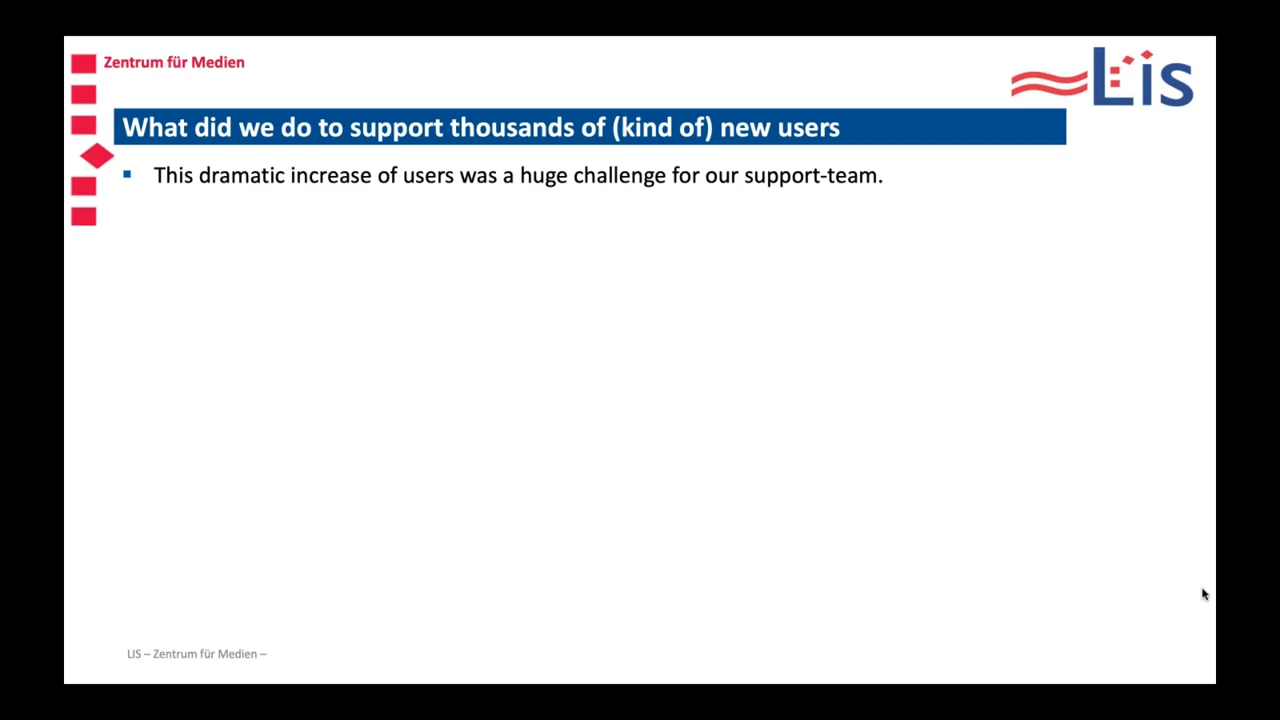 Zentrum für Medien
LIS
What did we do to support thousands of (kind of) new users
▪ This dramatic increase of users was a huge challenge for our support-team.
LIS – Zentrum für Medien –